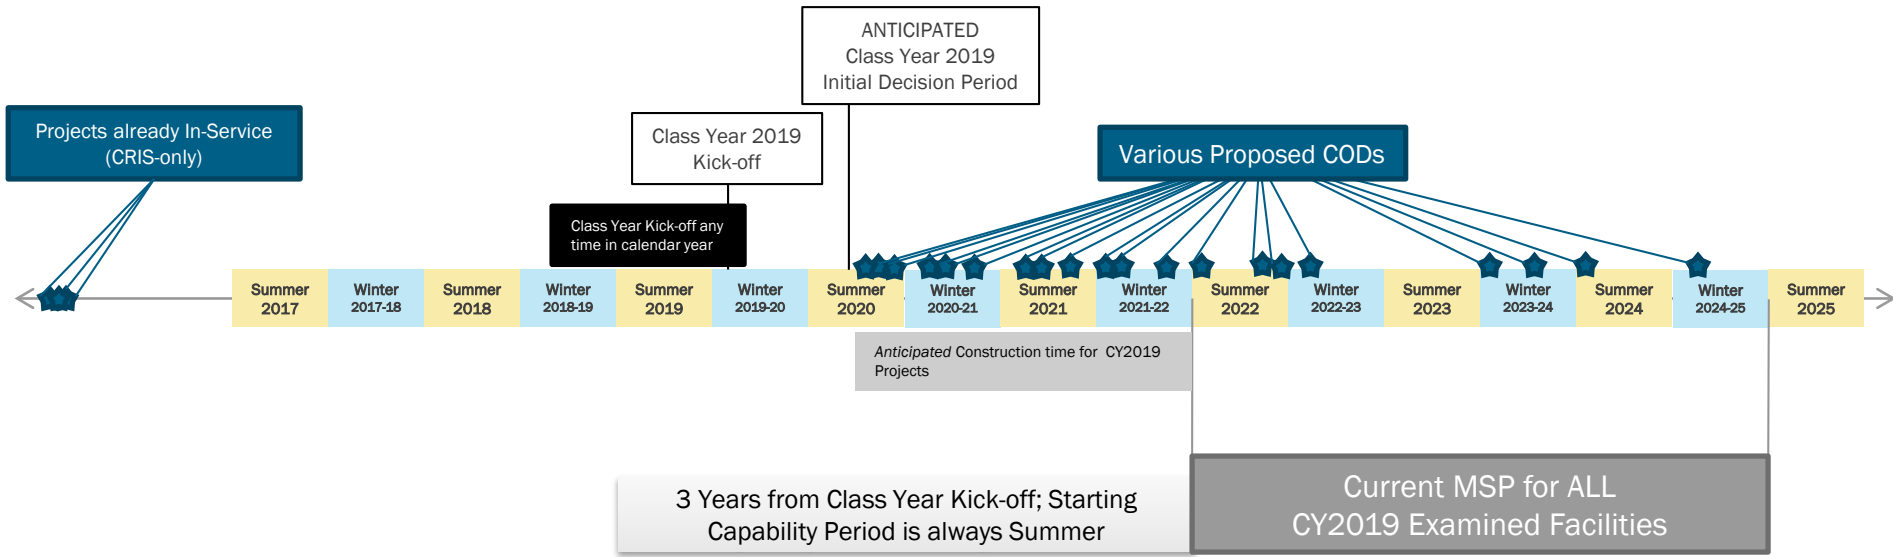 ANTICIPATED
Class Year 2019
Initial Decision Period
Projects already In-Service
(CRIS-only)
Class Year 2019
Kick-off
Various Proposed CODs
Class Year Kick-off any
time in calendar year
Summer
2017
Winter
2017-18
Summer
2018
Winter
2018-19
Summer
2019
Winter
2019-20
Summer
2020
Winter
2020-21
Summer
2021
Winter
2021-22
Summer
2022
Winter
2022-23
Summer
2023
Winter
2023-24
Summer
2024
Winter
2024-25
Summer
2025
Anticipated Construction time for CY2019
Projects
3 Years from Class Year Kick-off; Starting
Capability Period is always Summer
Current MSP for ALL
CY2019 Examined Facilities